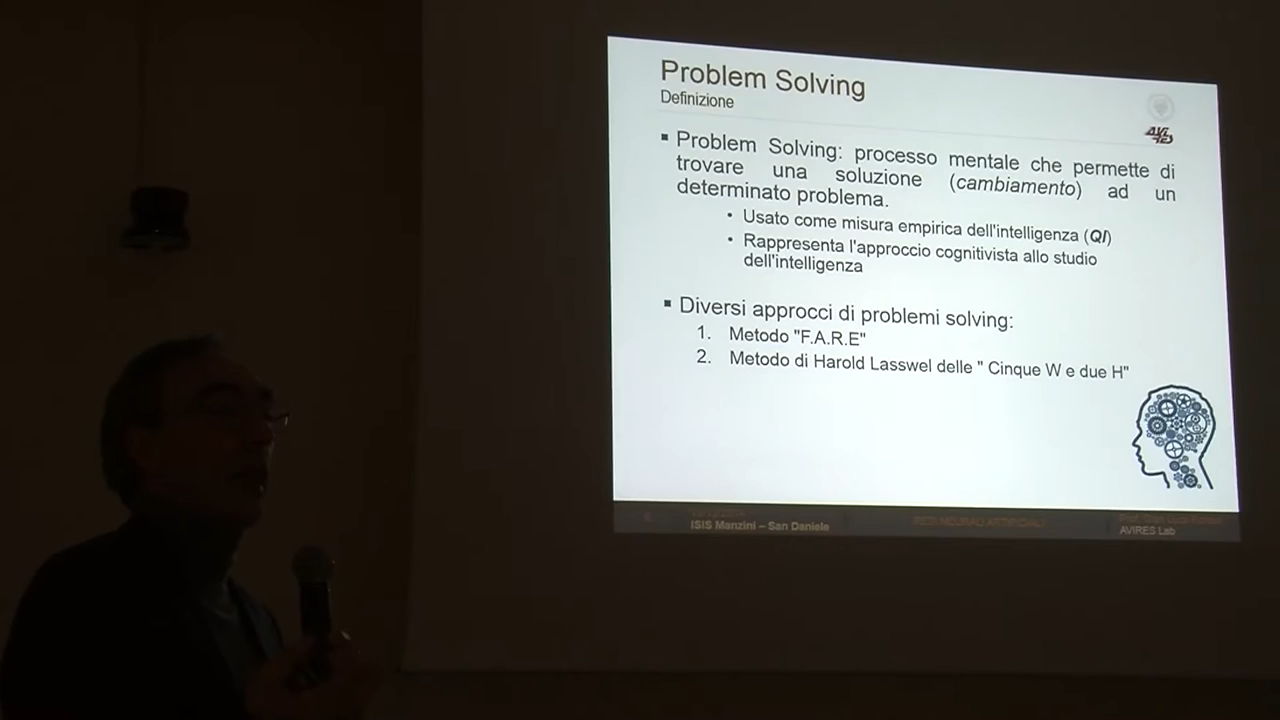 Problem Solving
Definizione
▪ Problem Solving: processo mentale che permette di
trovare una soluzione (cambiamento) ad un
determinato problema.
• Usato come misura empirica dell'intelligenza (QI)
• Rappresenta l'approccio cognitivista allo studio
dell'intelligenza
▪ Diversi approcci di problemi solving:
1. Metodo "F.A.R.E"
2. Metodo di Harold Lasswel delle " Cinque W e due H"
ISIS Manzini – San Daniele
RETI NEURALI ARTIFICIALI
AVIRES Lab